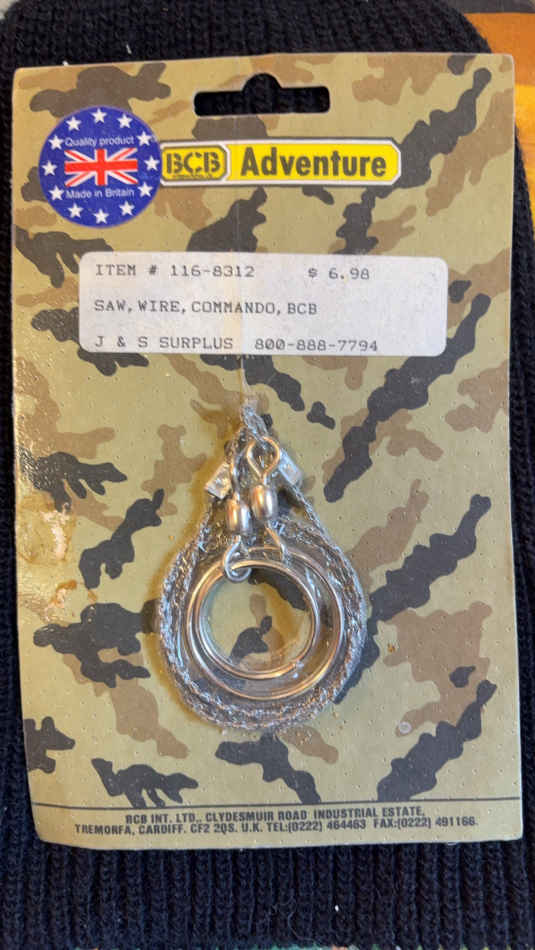 Quality product
Made in Britain
BCB Adventure
ITEM # 116-8312 $ 6.98
SAW,WIRE,COMMANDO,BCB
J & S SURPLUS 800-888-7794
BCB INT. LTD., CLYDESMUIR ROAD INDUSTRIAL ESTATE,
TREMORFA, CARDIFF. CF2 2QS. U.K. TEL:(0222) 464463 FAX:(0222) 491166.